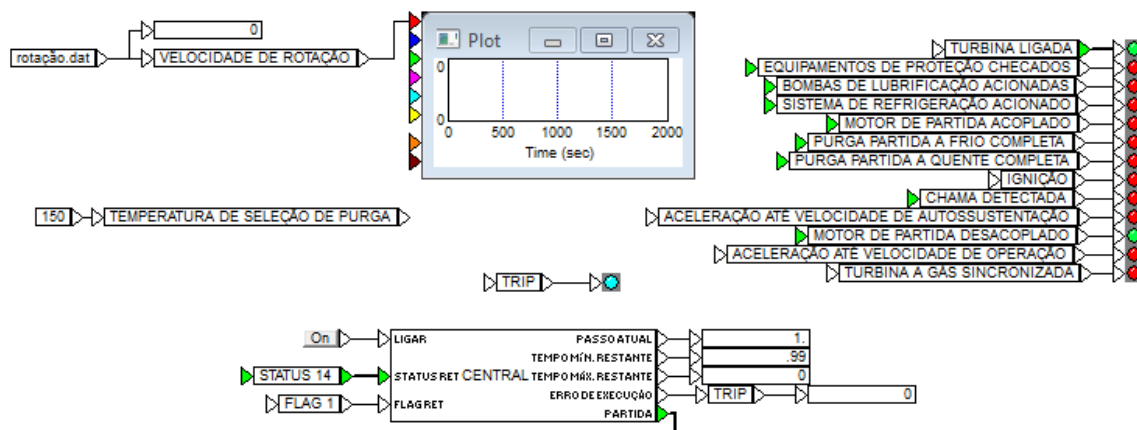 0
rotação.dat
VELOCIDADE DE ROTAÇÃO
Plot
0
0
0 500 1000 1500 2000
Time (sec)
TURBINA LIGADA
EQUIPAMENTOS DE PROTEÇÃO CHECADOS
BOMBAS DE LUBRIFICAÇÃO ACIONADAS
SISTEMA DE REFRIGERAÇÃO ACIONADO
MOTOR DE PARTIDA ACOPLADO
PURGA PARTIDA A FRIO COMPLETA
PURGA PARTIDA A QUENTE COMPLETA
IGNIÇÃO
CHAMA DETECTADA
ACELERAÇÃO ATÉ VELOCIDADE DE AUTOSSUSTENTAÇÃO
MOTOR DE PARTIDA DESACOPLADO
ACELERAÇÃO ATÉ VELOCIDADE DE OPERAÇÃO
TURBINA A GÁS SINCRONIZADA
150 TEMPERATURA DE SELEÇÃO DE PURGA
TRIP
On LIGAR PASSO ATUAL 1.
TEMPO MÍN. RESTANTE .99
STATUS 14 STATUS RET CENTRAL TEMPO MÁX. RESTANTE 0
ERRO DE EXECUÇÃO TRIP 0
FLAG 1 FLAG RET
PARTIDA